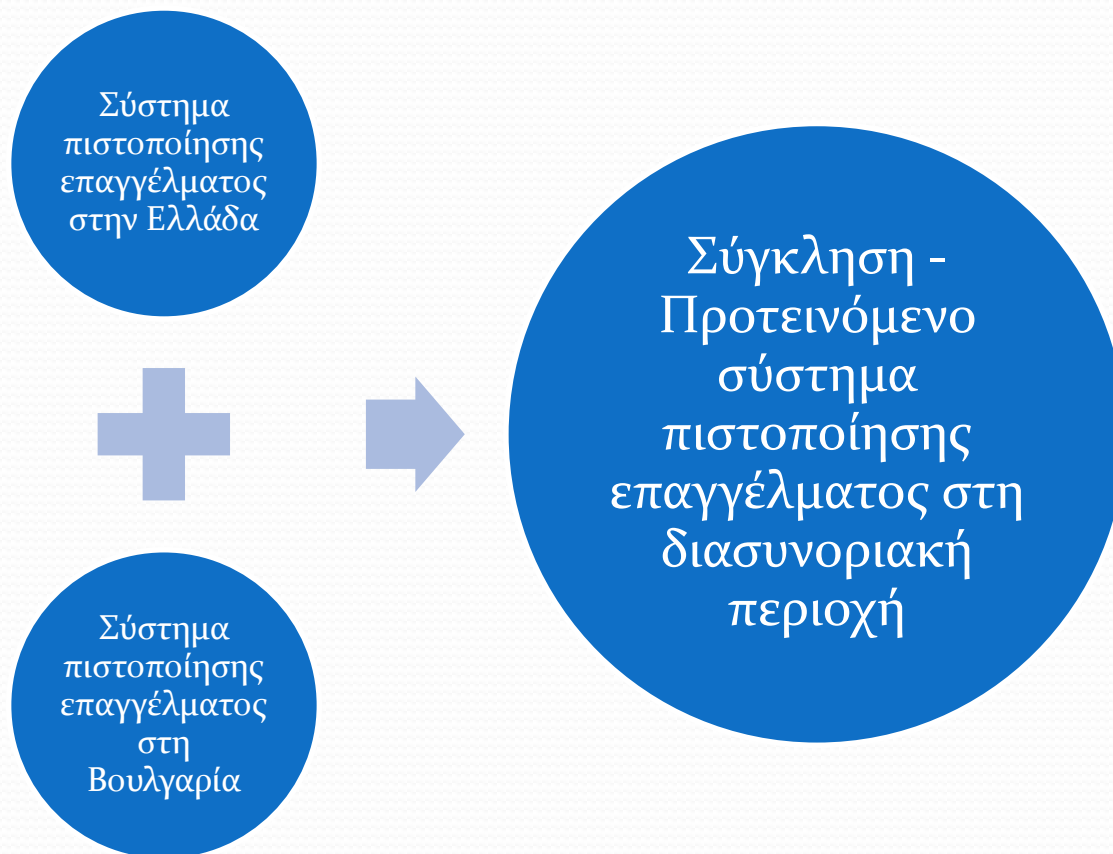 Σύστημα
πιστοποίησης
επαγγέλματος
στην Ελλάδα
Σύστημα
πιστοποίησης
επαγγέλματος
στη
Βουλγαρία
Σύγκληση -
Προτεινόμενο
σύστημα
πιστοποίησης
επαγγέλματος στη
διασυνοριακή
περιοχή